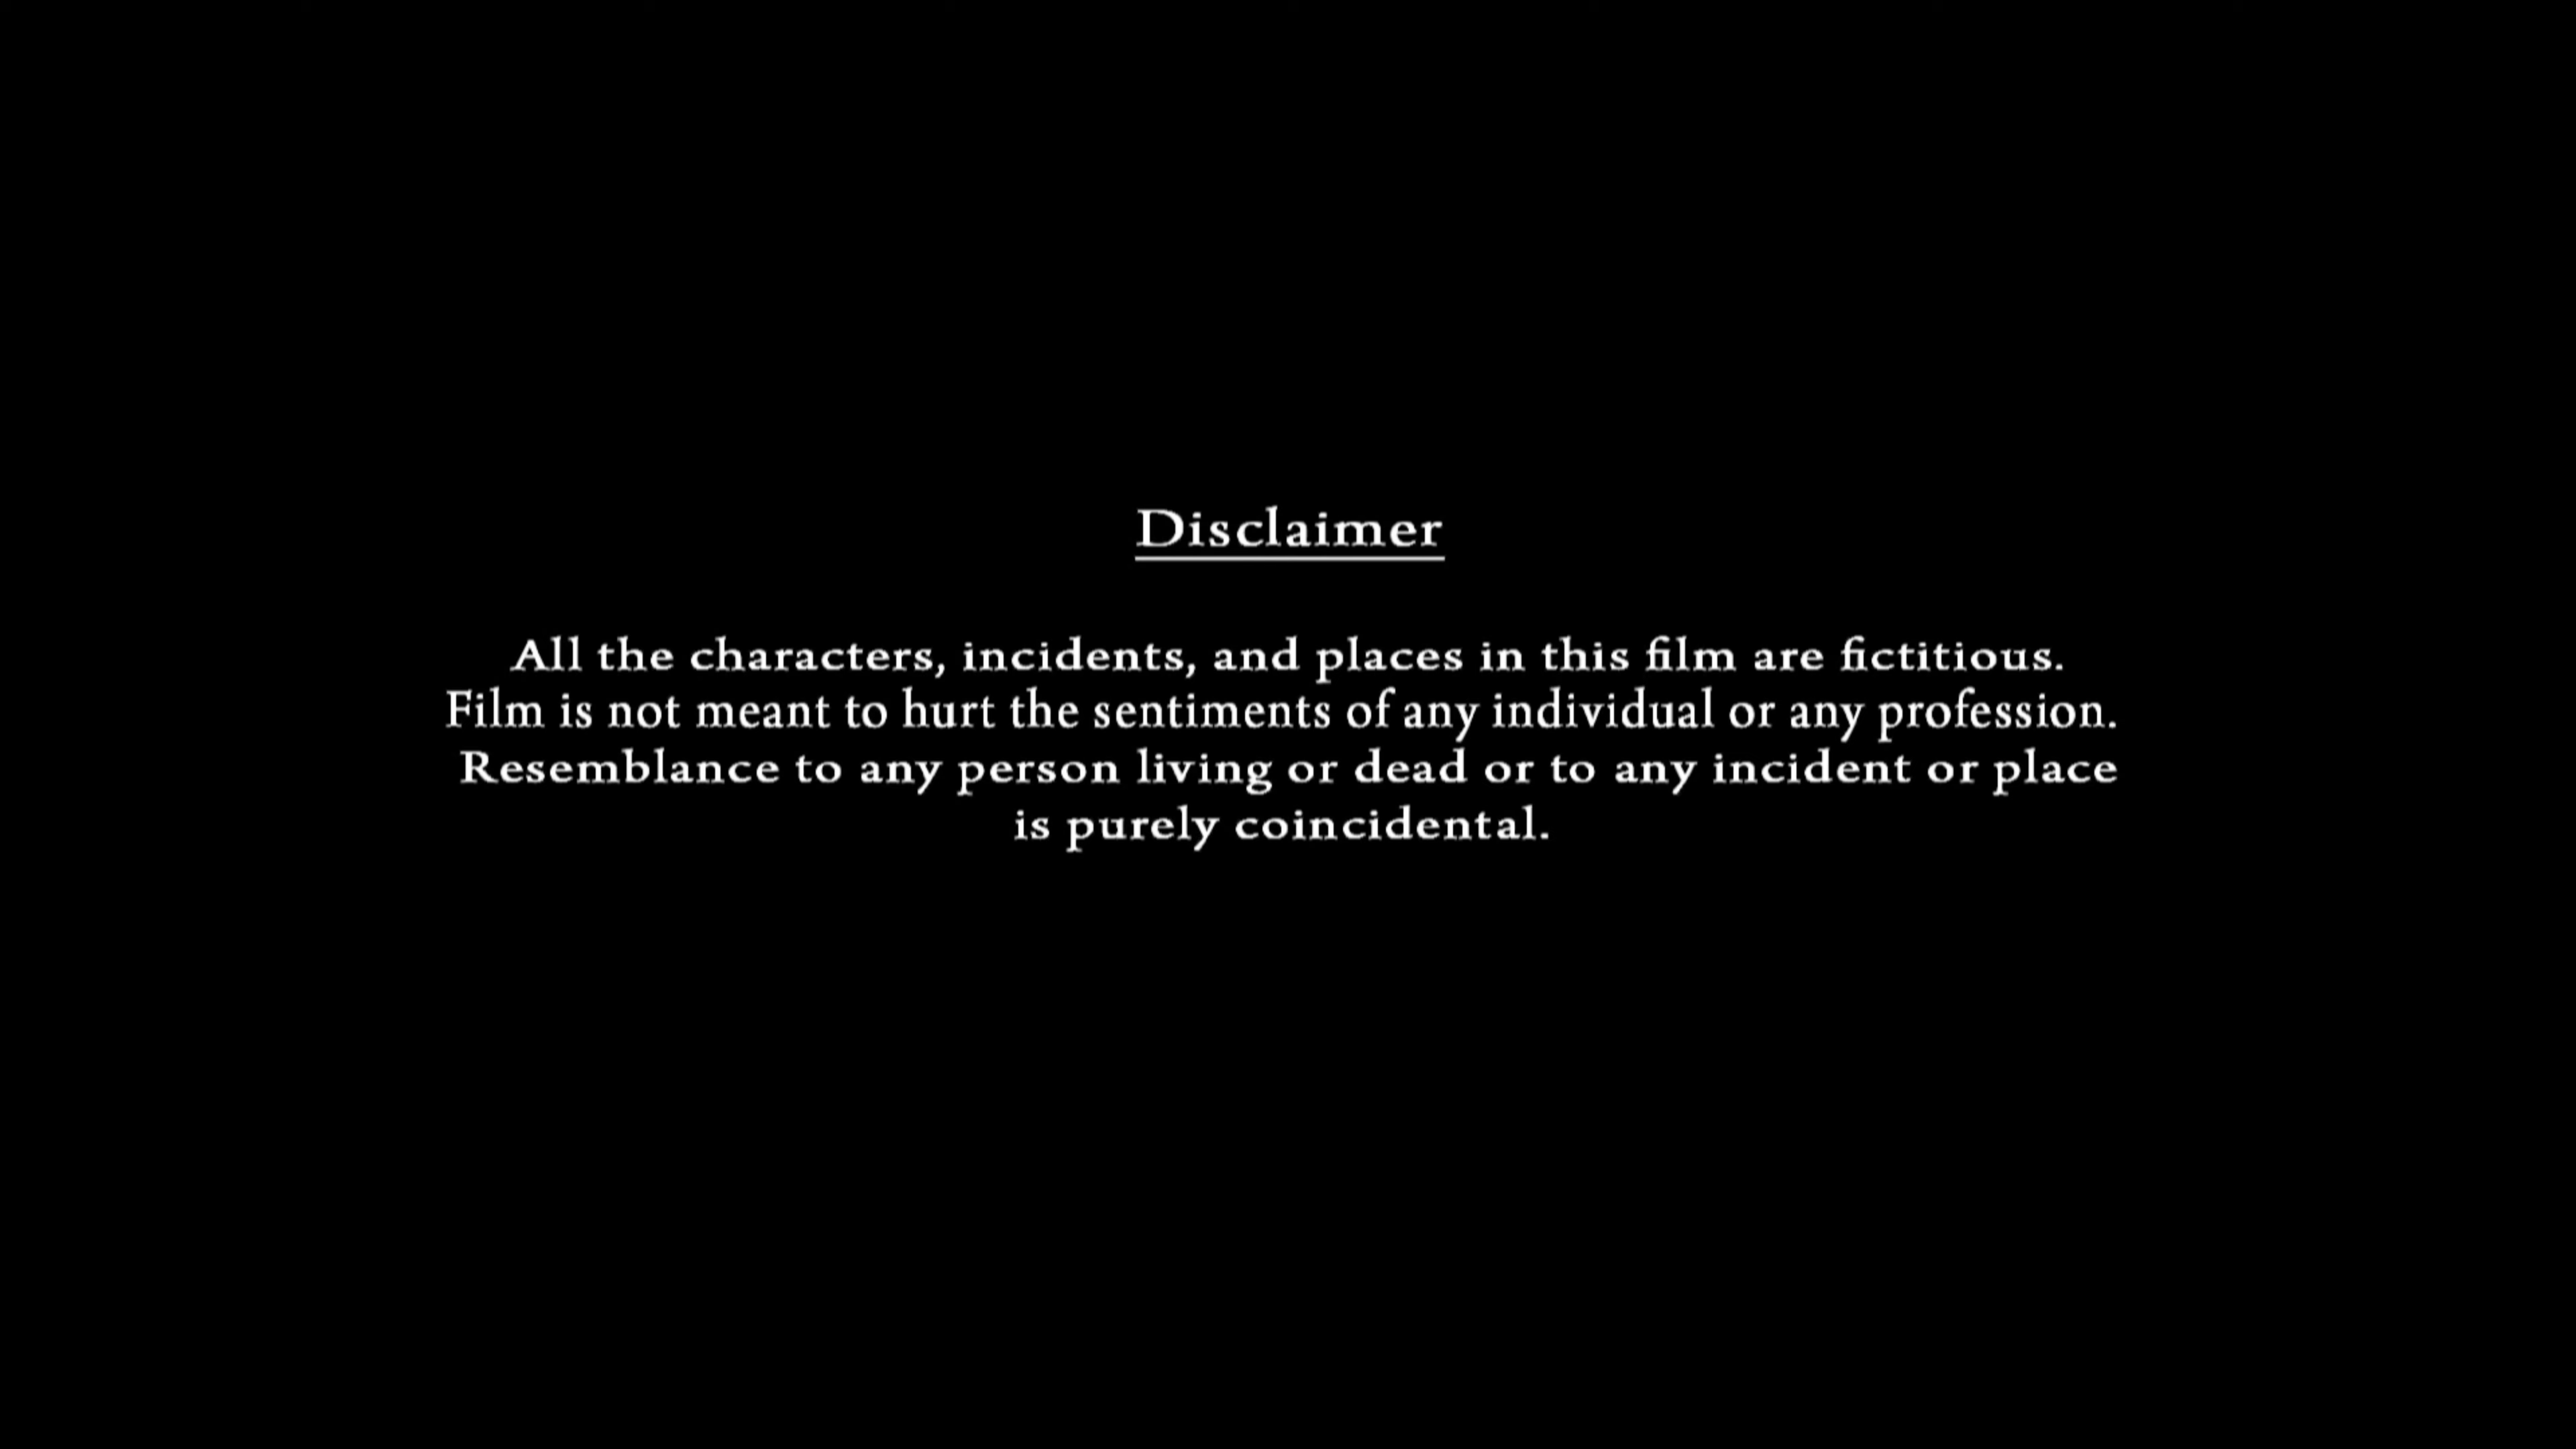 Disclaimer
All the characters, incidents, and places in this film are fictitious.
Film is not meant to hurt the sentiments of any individual or any profession.
Resemblance to any person living or dead or to any incident or place
is purely coincidental.